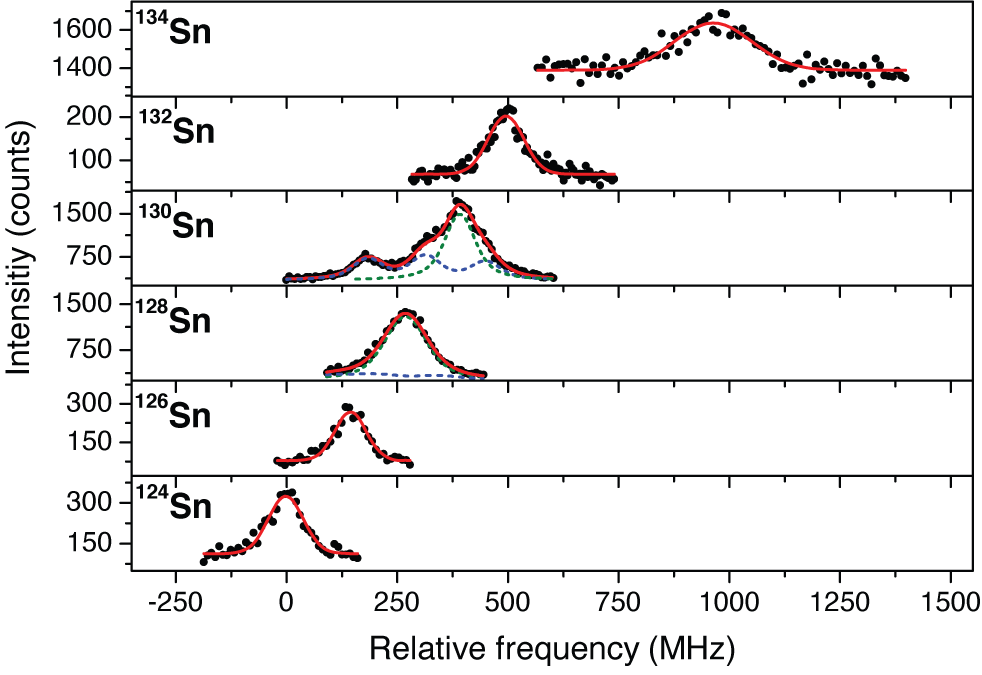 134Sn
1600
1400
132Sn
200
100
130Sn
1500
750
128Sn
1500
750
126Sn
300
150
124Sn
300
150
Intensitiy (counts)
-250 0 250 500 750 1000 1250 1500
Relative frequency (MHz)